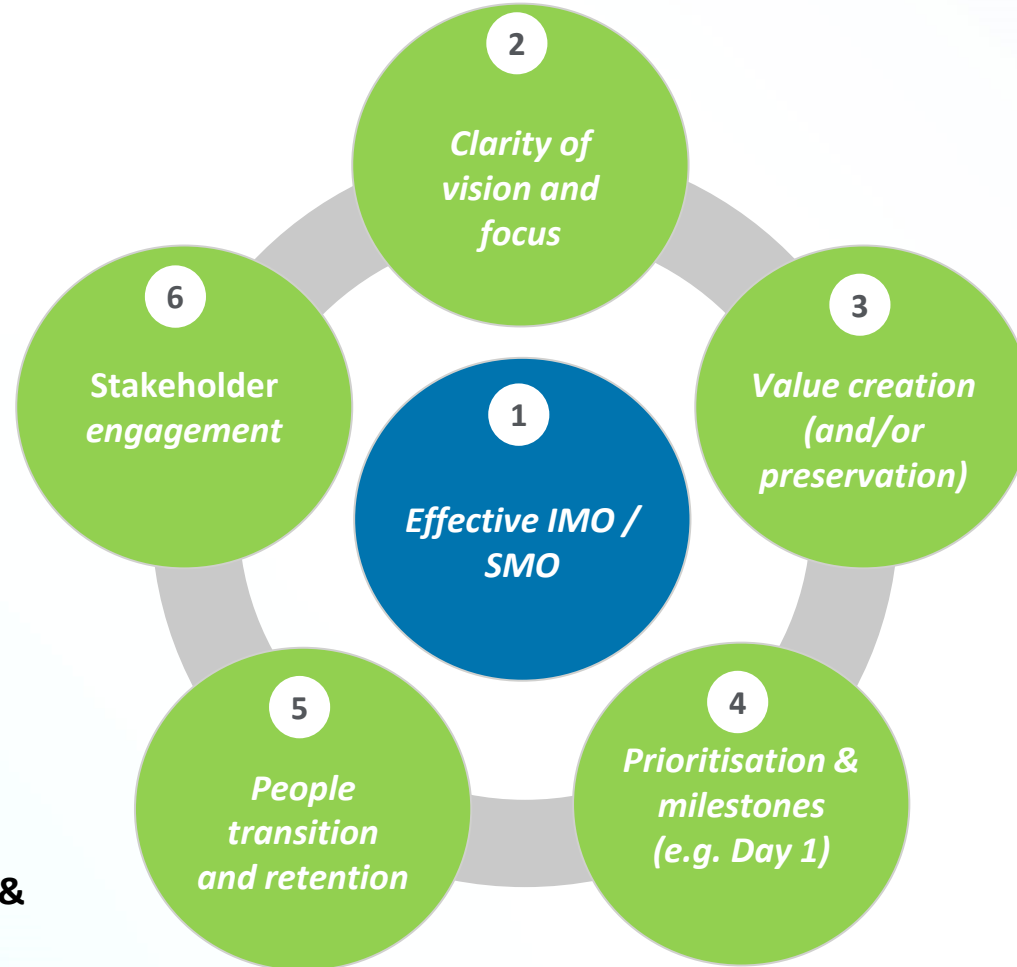 2
Clarity of
vision and
focus
3
Value creation
(and/or
preservation)
4
Prioritisation &
milestones
(e.g. Day 1)
5
People
transition
and retention
6
Stakeholder
engagement
1
Effective IMO /
SMO
&